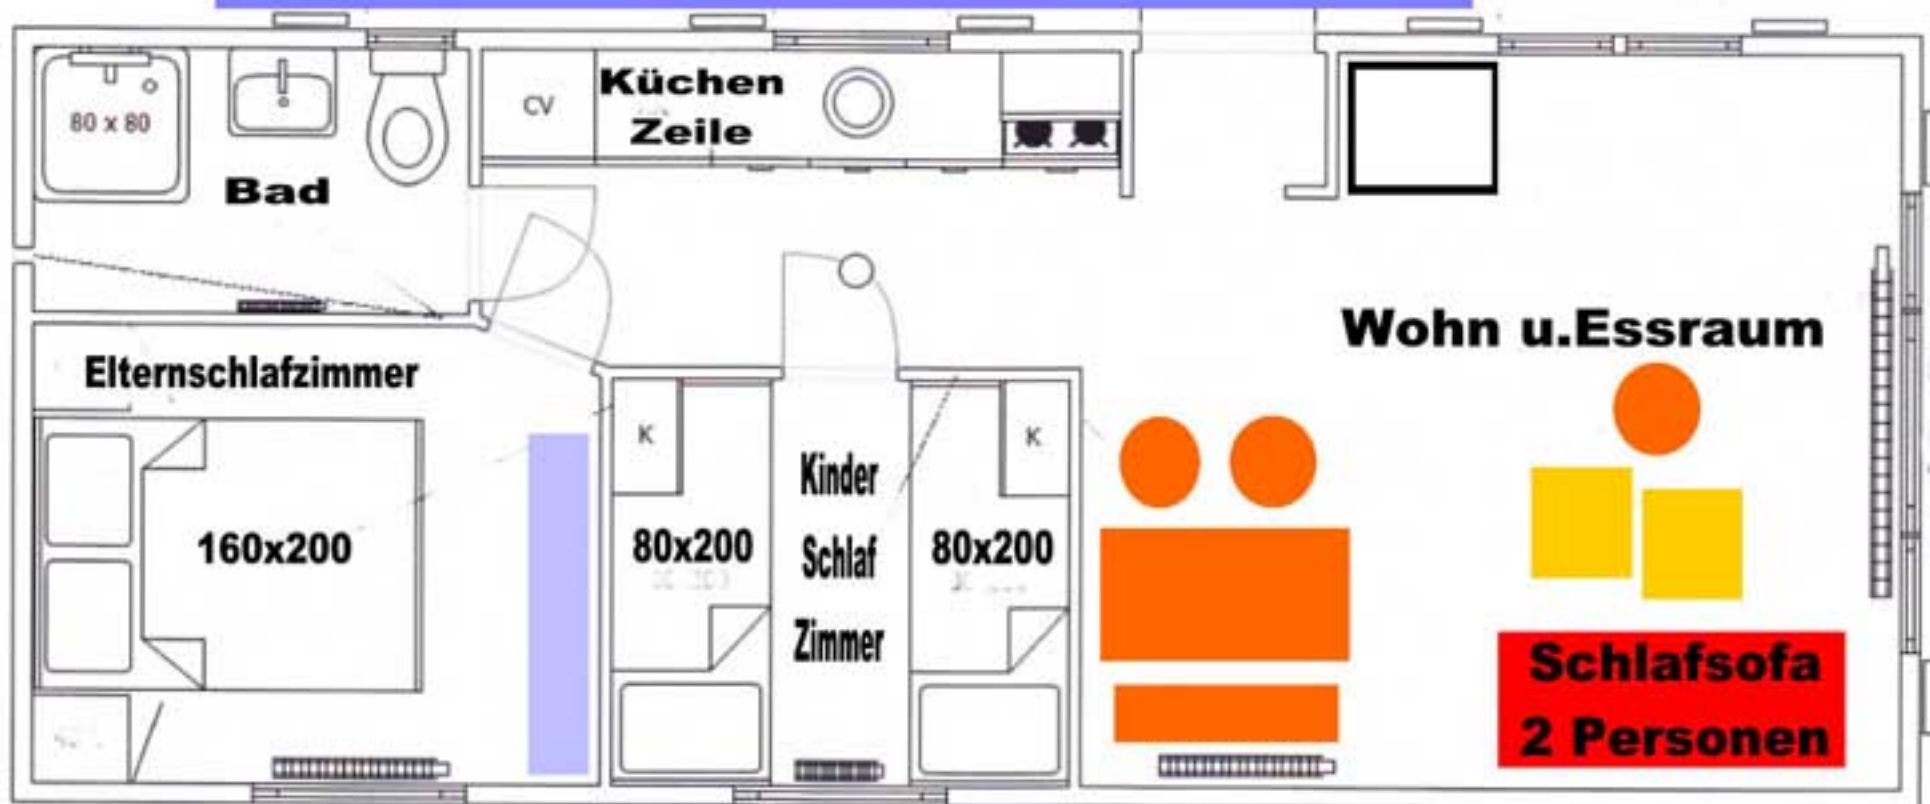 80 x 80
Bad
CV
Küchen
Zeile
Elternschlafzimmer
160x200
K
80x200
Kinder
Schlaf
Zimmer
K
80x200
Wohn u.Essraum
Schlafsofa
2 Personen